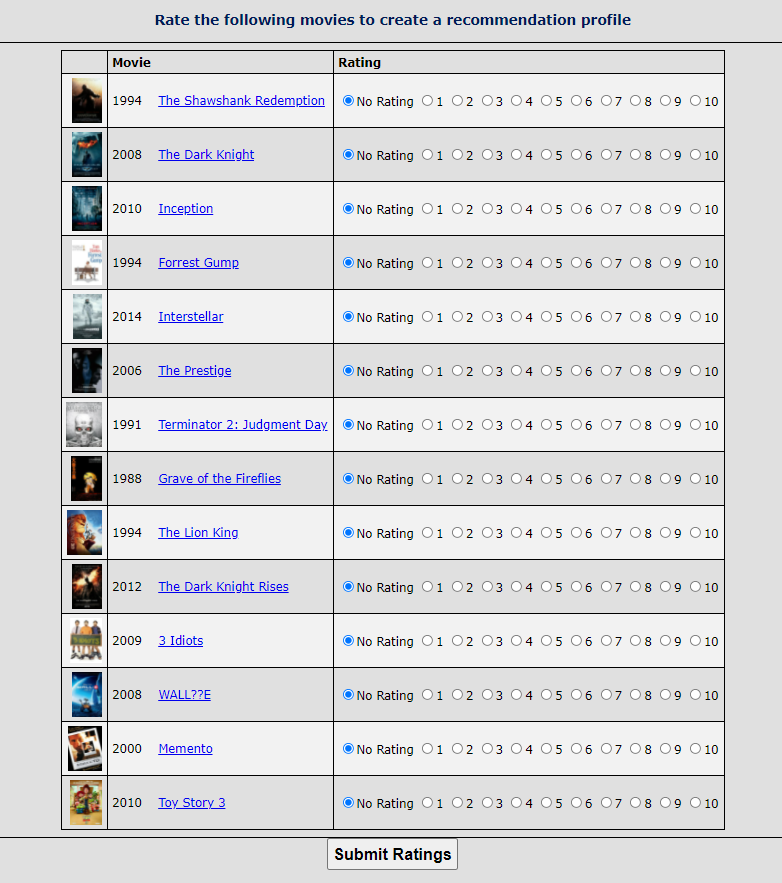 Rate the following movies to create a recommendation profile
Movie Rating
1994 The Shawshank Redemption No Rating 1 2 3 4 5 6 7 8 9 10
2008 The Dark Knight No Rating 1 2 3 4 5 6 7 8 9 10
2010 Inception No Rating 1 2 3 4 5 6 7 8 9 10
1994 Forrest Gump No Rating 1 2 3 4 5 6 7 8 9 10
2014 Interstellar No Rating 1 2 3 4 5 6 7 8 9 10
2006 The Prestige No Rating 1 2 3 4 5 6 7 8 9 10
1991 Terminator 2: Judgment Day No Rating 1 2 3 4 5 6 7 8 9 10
1988 Grave of the Fireflies No Rating 1 2 3 4 5 6 7 8 9 10
1994 The Lion King No Rating 1 2 3 4 5 6 7 8 9 10
2012 The Dark Knight Rises No Rating 1 2 3 4 5 6 7 8 9 10
2009 3 Idiots No Rating 1 2 3 4 5 6 7 8 9 10
2008 WALL??E No Rating 1 2 3 4 5 6 7 8 9 10
2000 Memento No Rating 1 2 3 4 5 6 7 8 9 10
2010 Toy Story 3 No Rating 1 2 3 4 5 6 7 8 9 10
Submit Ratings